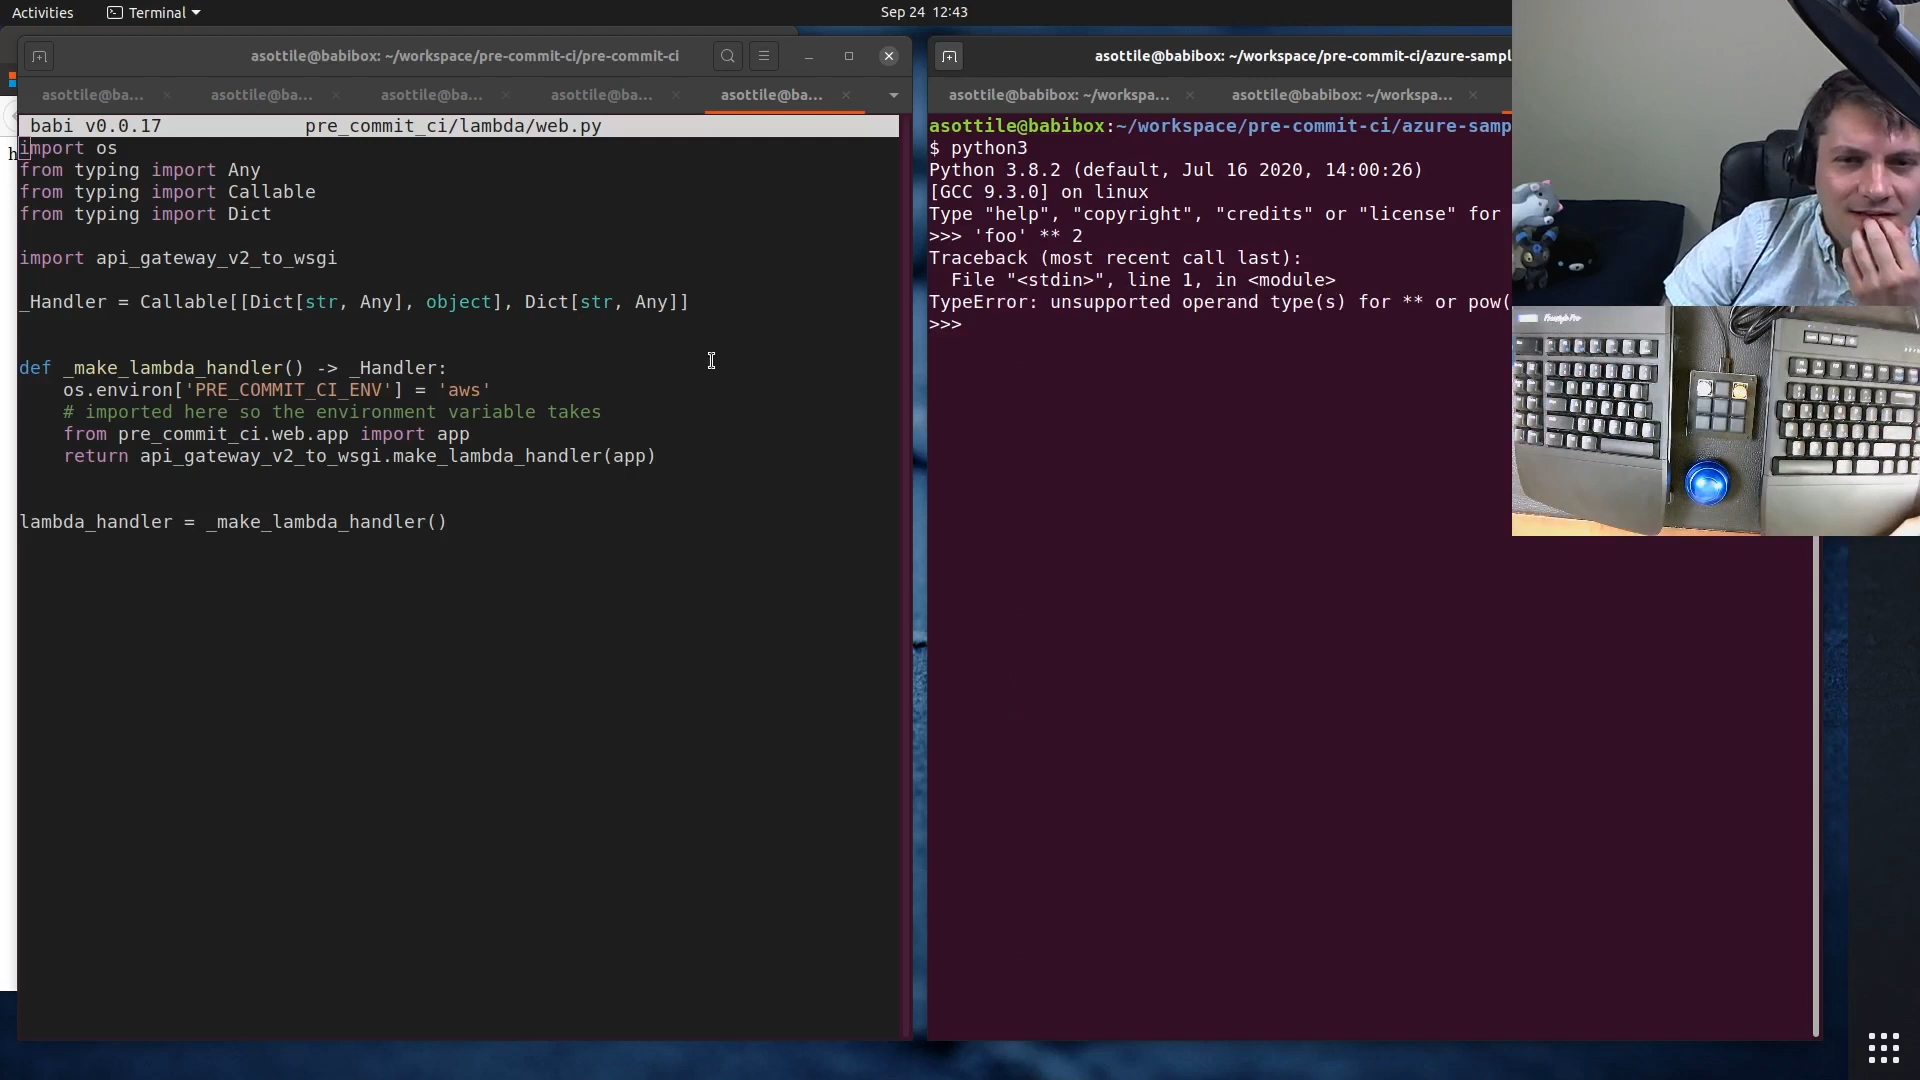 Activities
Terminal
Sep 24 12:43
asottile@babibox: ~/workspace/pre-commit-ci/pre-commit-ci
asottile@ba...
asottile@ba...
asottile@ba...
asottile@ba...
asottile@ba...
babi v0.0.17 pre_commit_ci/lambda/web.py
import os
from typing import Any
from typing import Callable
from typing import Dict
import api_gateway_v2_to_wsgi
_Handler = Callable[[Dict[str, Any], object], Dict[str, Any]]
def _make_lambda_handler() -> _Handler:
os.environ['PRE_COMMIT_CI_ENV'] = 'aws'
# imported here so the environment variable takes
from pre_commit_ci.web.app import app
return api_gateway_v2_to_wsgi.make_lambda_handler(app)
lambda_handler = _make_lambda_handler()
asottile@babibox: ~/workspace/pre-commit-ci/azure-sampl
asottile@babibox: ~/workspa...
asottile@babibox: ~/workspa...
asottile@babibox:~/workspace/pre-commit-ci/azure-samp
$ python3
Python 3.8.2 (default, Jul 16 2020, 14:00:26)
[GCC 9.3.0] on linux
Type "help", "copyright", "credits" or "license" for
>>> 'foo' ** 2
Traceback (most recent call last):
File "<stdin>", line 1, in <module>
TypeError: unsupported operand type(s) for ** or pow(
>>>
Freestyle Pro